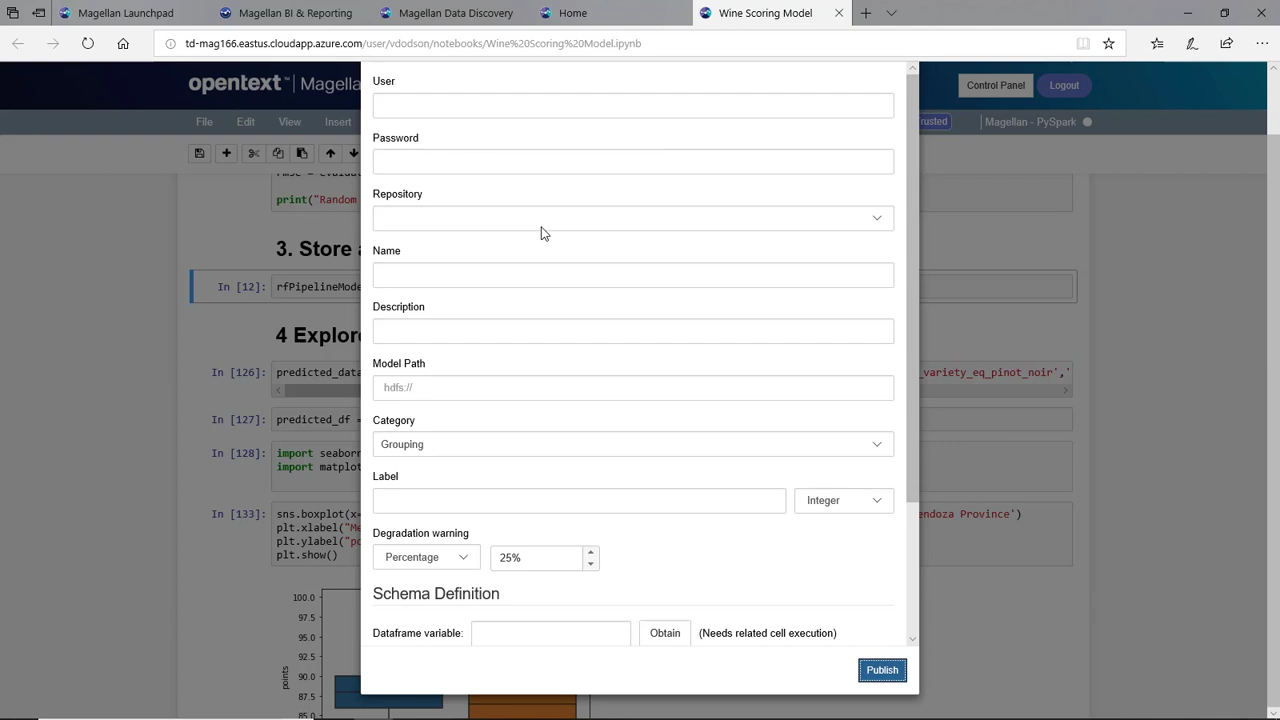 Magellan Launchpad
Magellan BI & Reporting
Magellan Data Discovery
Home
Wine Scoring Model
td-mag166.eastus.cloudapp.azure.com/user/vdodson/notebooks/Wine%20Scoring%20Model.ipynb
opentext™ | Magella
Control Panel
Logout
File
Edit
View
Insert
rusted
Magellan - PySpark
print("Random
3. Store a
In [12]: rfPipelineMode
4 Explor
In [126]: predicted_dat
_variety_eq_pinot_noir','
In [127]: predicted_df =
In [128]: import seabor
import matplot
In [133]: sns.boxplot(x=
endoza Province')
plt.xlabel("Me
plt.ylabel("po
plt.show()
100.0
97.5
95.0
92.5
90.0
87.5
85.0
points
User
Password
Repository
Name
Description
Model Path
hdfs://
Category
Grouping
Label
Integer
Degradation warning
Percentage
25%
Schema Definition
Dataframe variable:
Obtain
(Needs related cell execution)
Publish